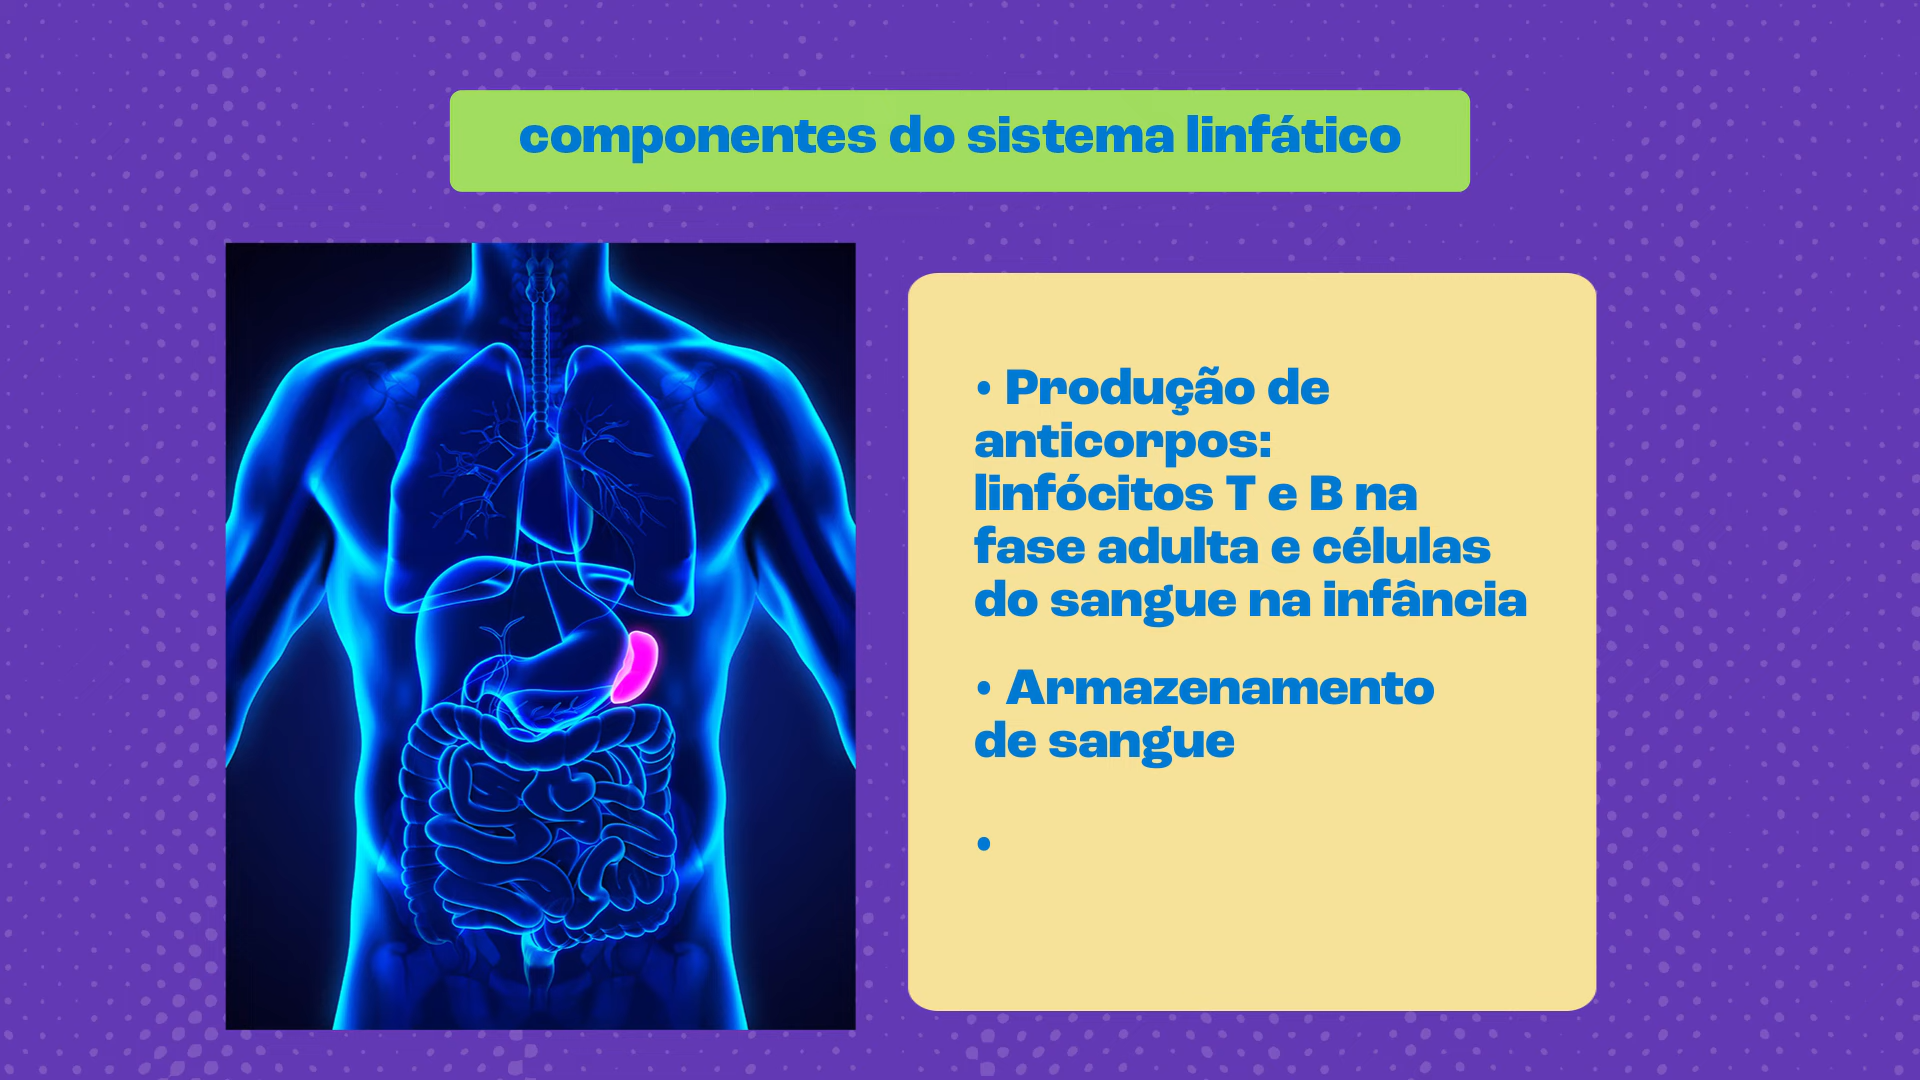 componentes do sistema linfático
• Produção de
anticorpos:
linfócitos T e B na
fase adulta e células
do sangue na infância
• Armazenamento
de sangue
•